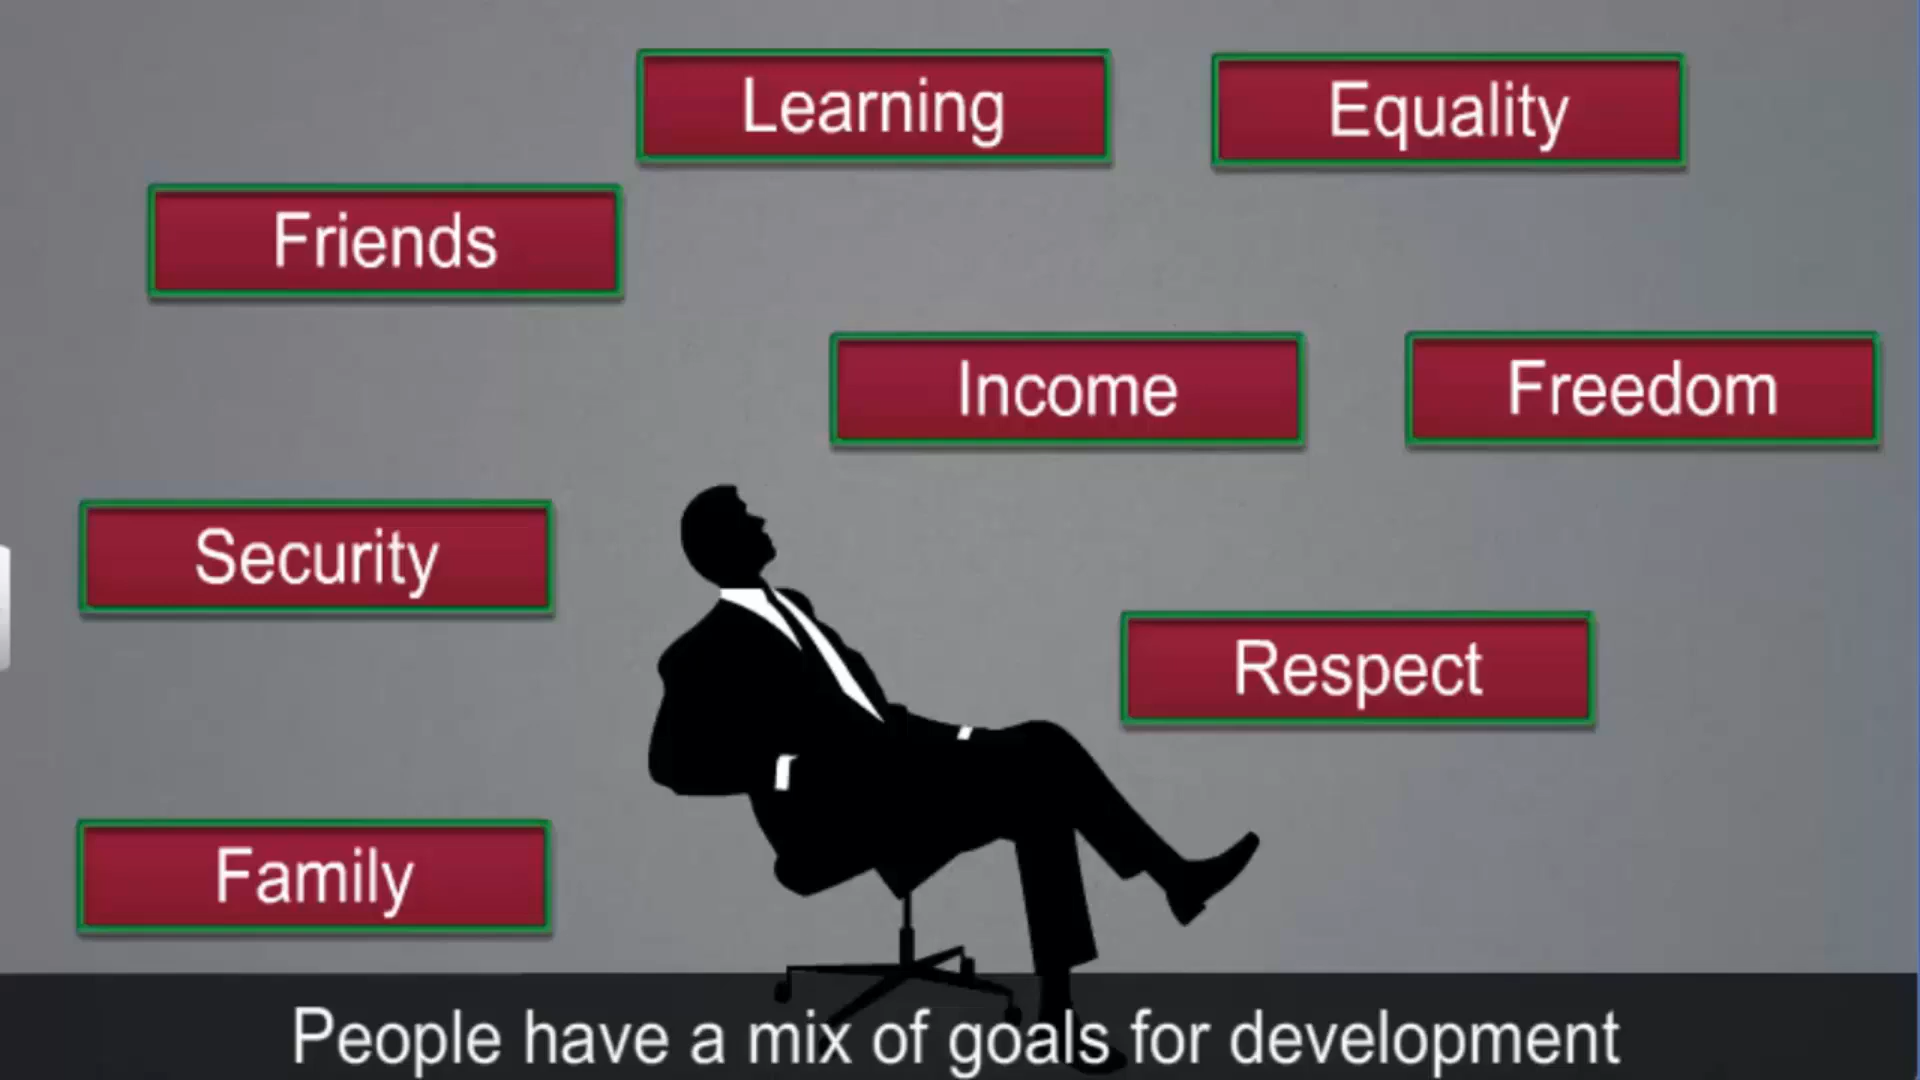 Learning
Equality
Friends
Income
Freedom
Security
Respect
Family
People have a mix of goals for development